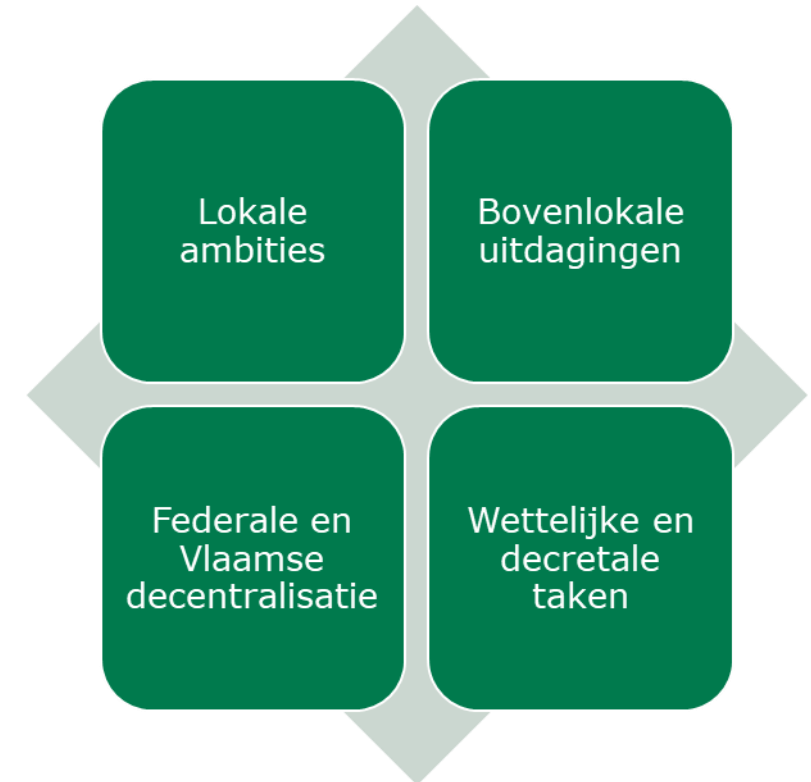 Lokale
ambities
Bovenlokale
uitdagingen
Federale en
Vlaamse
decentralisatie
Wettelijke en
decretale
taken